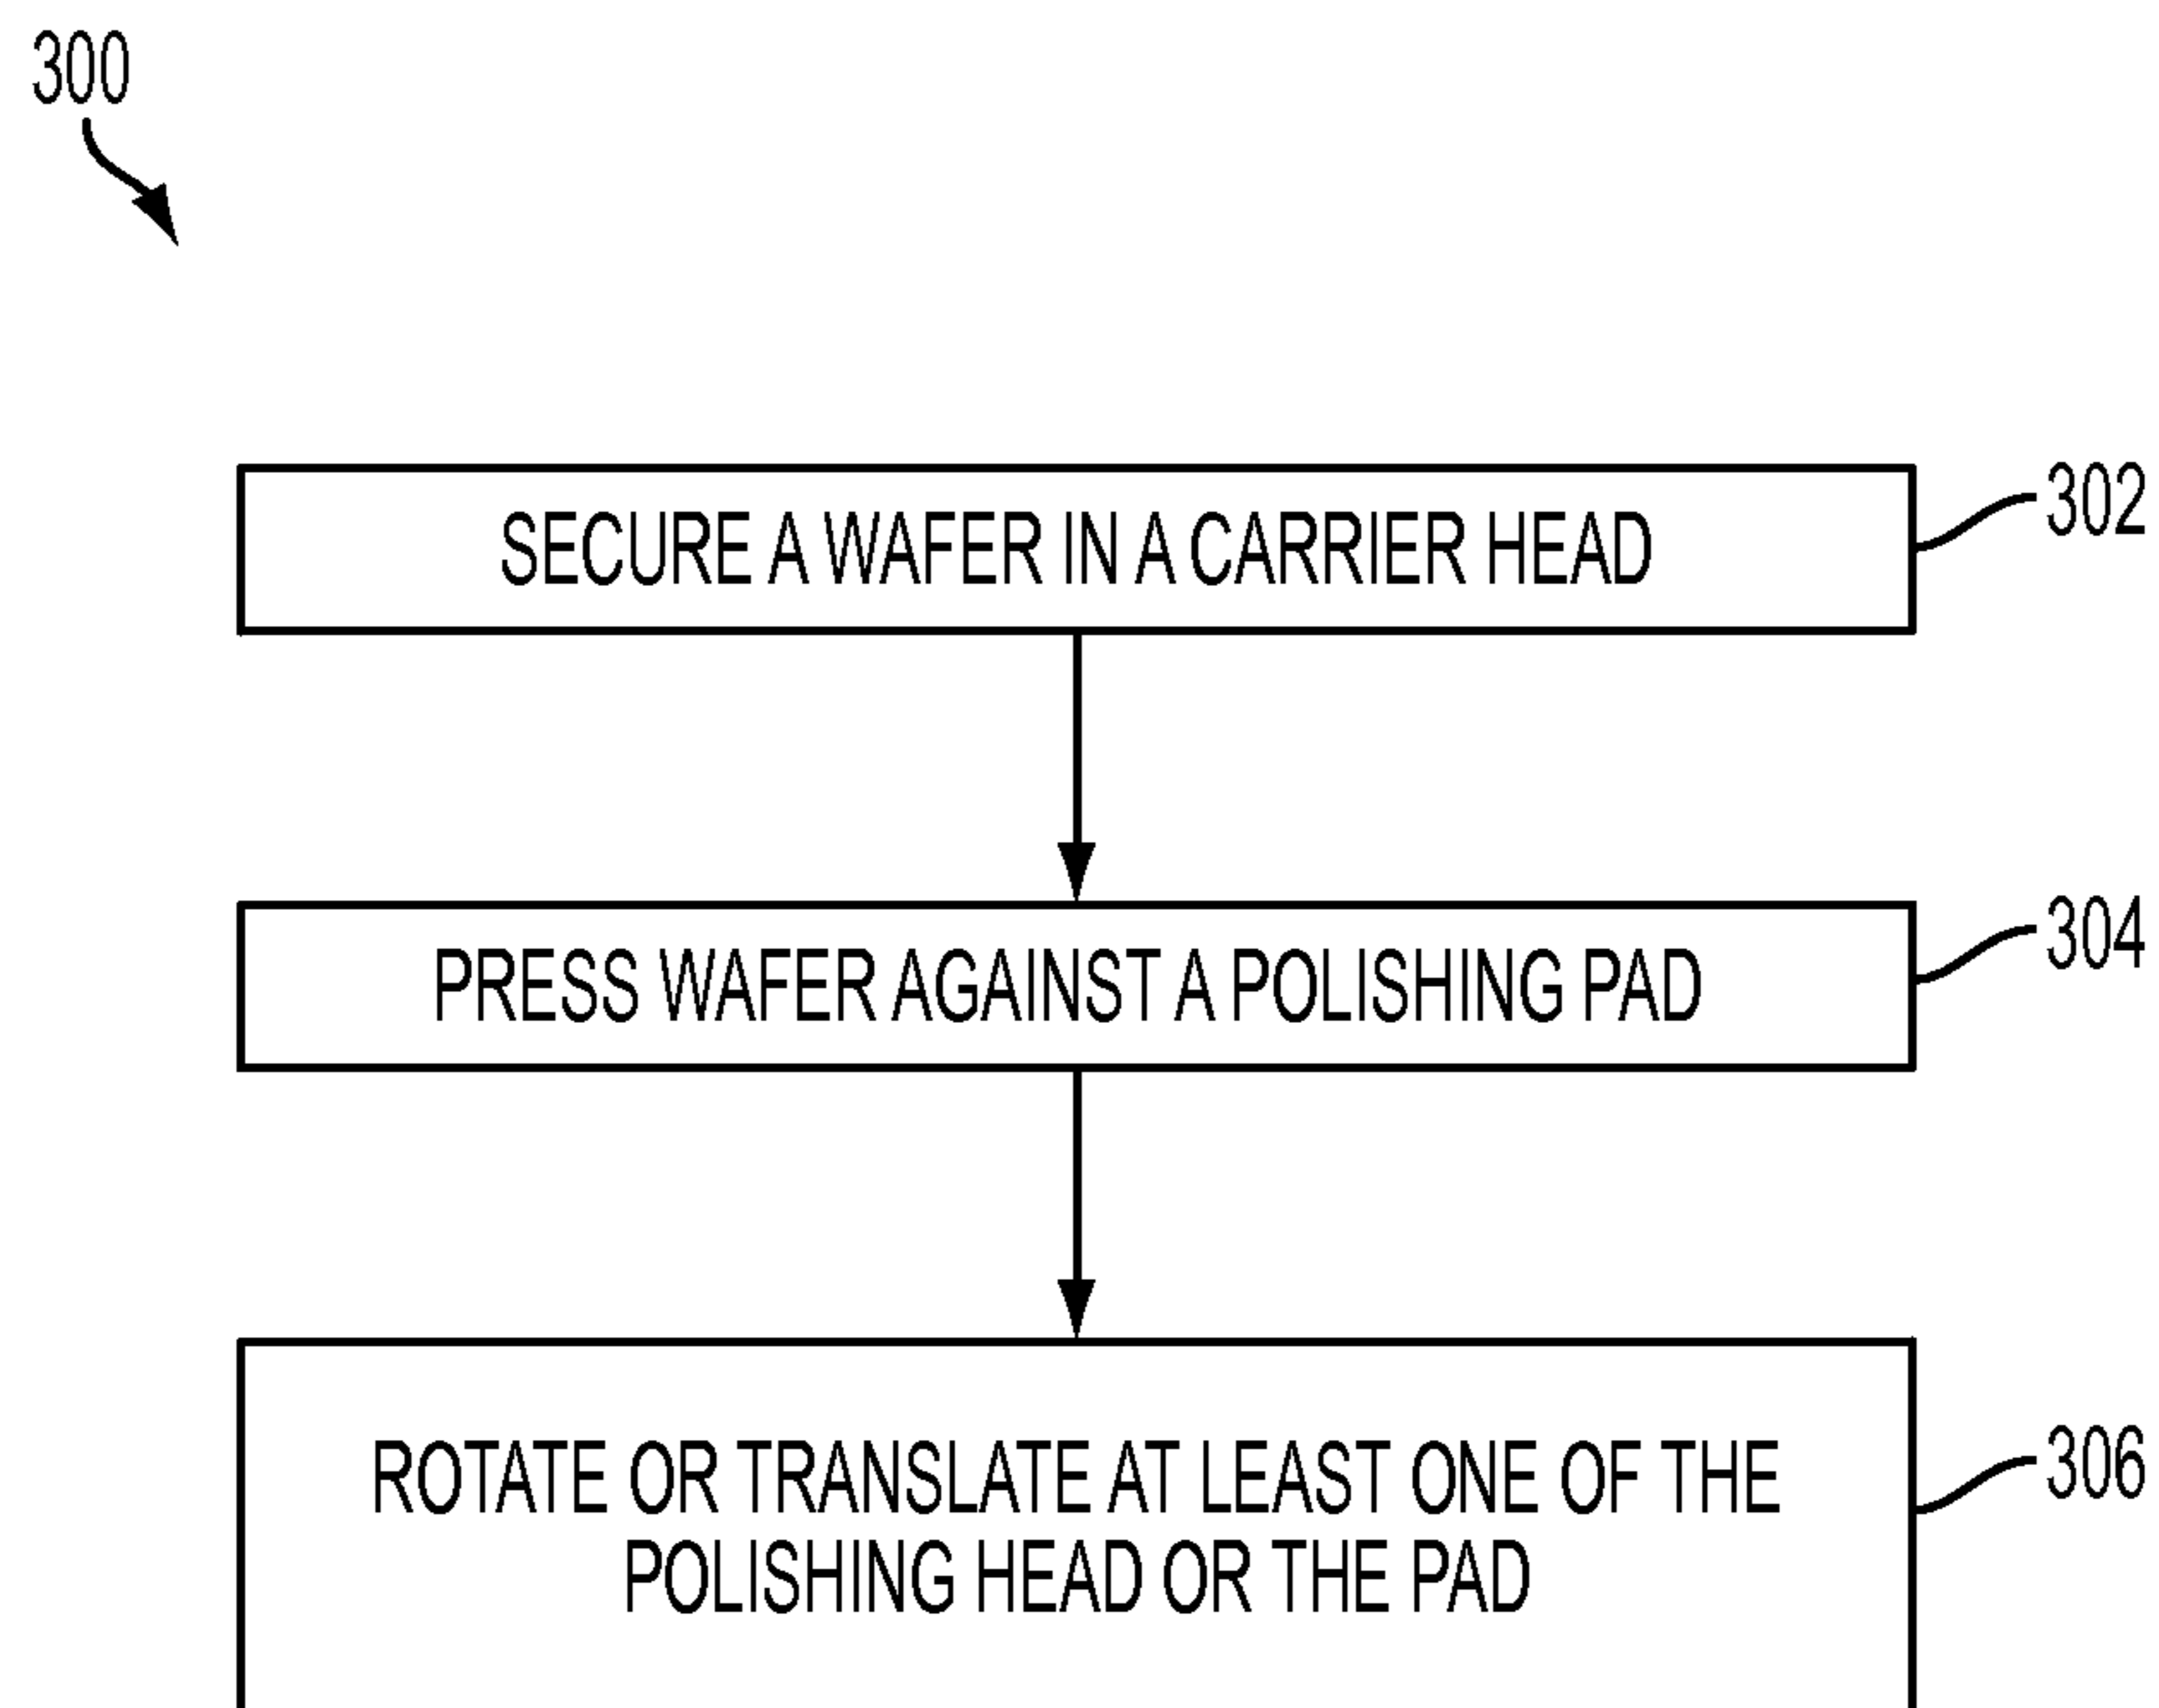 300
SECURE A WAFER IN A CARRIER HEAD
302
PRESS WAFER AGAINST A POLISHING PAD
304
ROTATE OR TRANSLATE AT LEAST ONE OF THE
POLISHING HEAD OR THE PAD
306